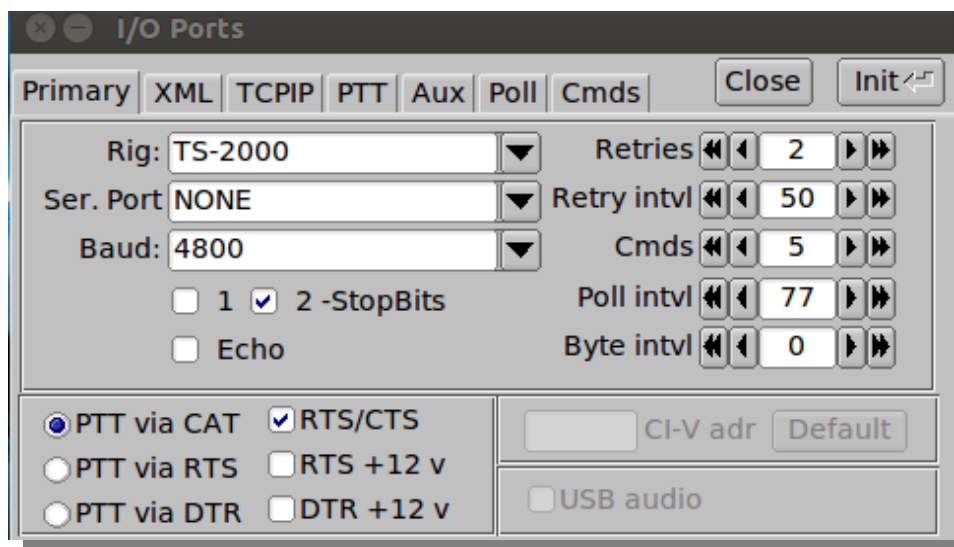 I/O Ports
Primary XML TCPIP PTT Aux Poll Cmds Close Init
Rig: TS-2000 Retries 2
Ser. Port NONE Retry intvl 50
Baud: 4800 Cmds 5
1 2 -StopBits Poll intvl 77
Echo Byte intvl 0
PTT via CAT RTS/CTS CI-V adr Default
PTT via RTS RTS +12 v
PTT via DTR DTR +12 v USB audio